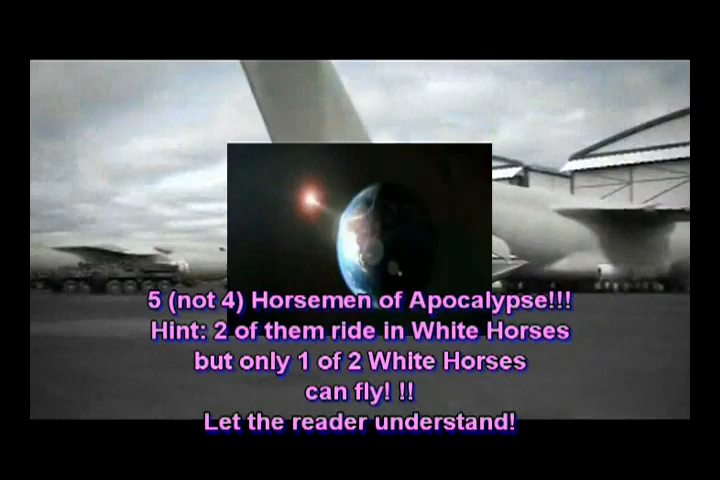 5 (not 4) Horsemen of Apocalypse!!!
Hint: 2 of them ride in White Horses
but only 1 of 2 White Horses
can fly! !!
Let the reader understand!